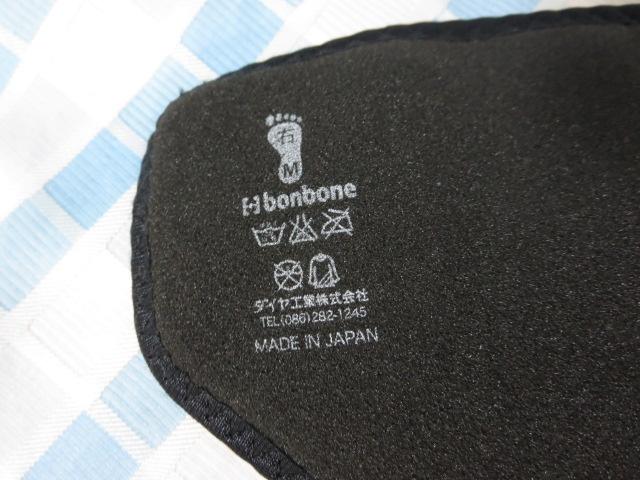 右
M
bonbone
ダイヤ工業株式会社
TEL(086)282-1245
MADE IN JAPAN